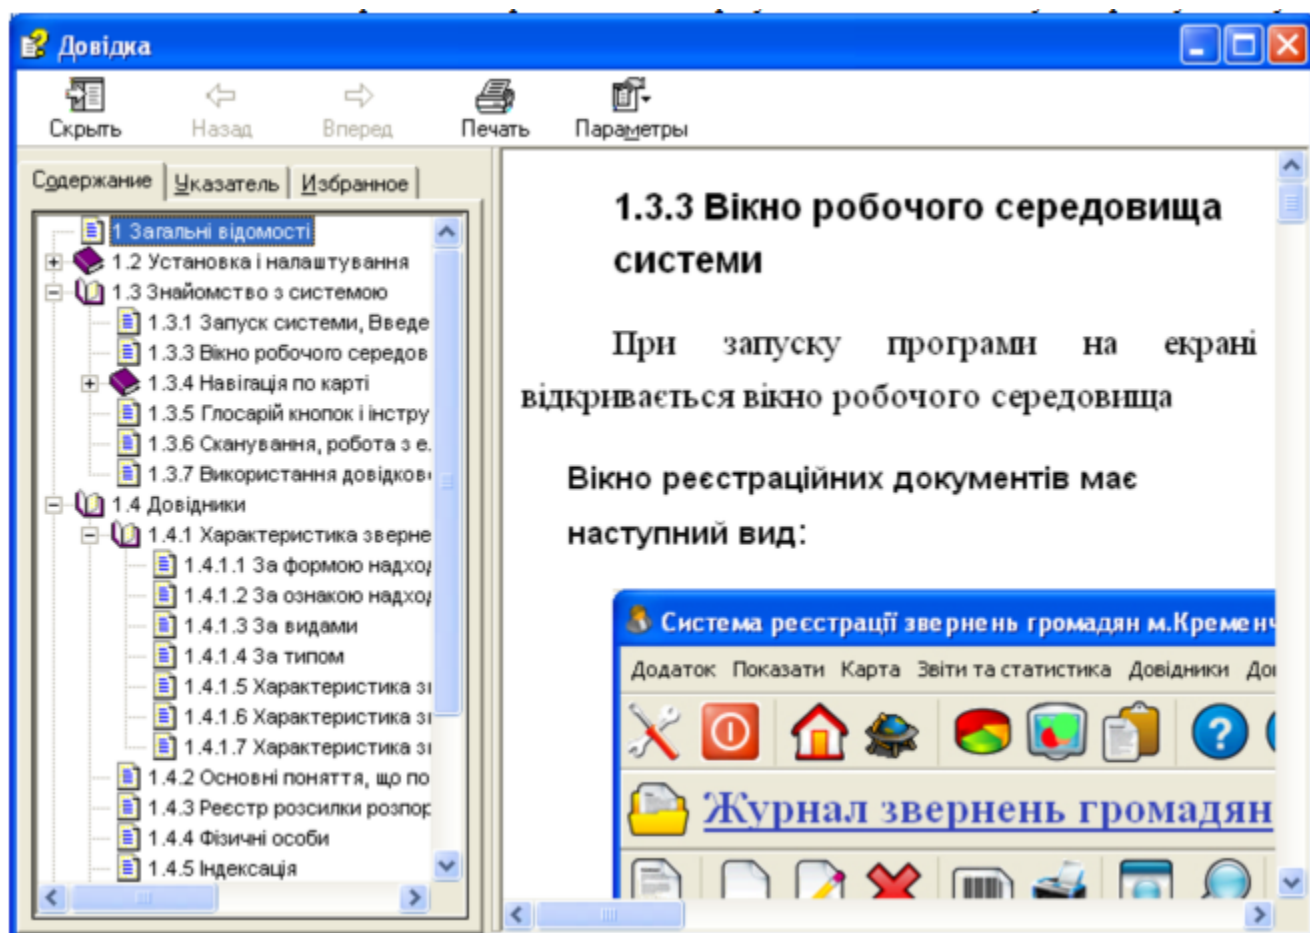 Довідка
Скрыть Назад Вперед Печать Параметры
Содержание Указатель Избранное
1 Загальні відомості
1.2 Установка і налаштування
1.3 Знайомство з системою
1.3.1 Запуск системи, Введе
1.3.3 Вікно робочого середов
1.3.4 Навігація по карті
1.3.5 Глосарій кнопок і інстру
1.3.6 Сканування, робота з е.
1.3.7 Використання довідков
1.4 Довідники
1.4.1 Характеристика зверне
1.4.1.1 За формою надход
1.4.1.2 За ознакою надход
1.4.1.3 За видами
1.4.1.4 За типом
1.4.1.5 Характеристика з
1.4.1.6 Характеристика з
1.4.1.7 Характеристика з
1.4.2 Основні поняття, що по
1.4.3 Реєстр розсилки розпор
1.4.4 Фізичні особи
1.4.5 Індексація
1.3.3 Вікно робочого середовища
системи
При запуску програми на екрані
відкривається вікно робочого середовища
Вікно реєстраційних документів має
наступний вид:
Система реєстрації звернень громадян м.Кременч
Додаток Показати Карта Звіти та статистика Довідники До
Журнал звернень громадян